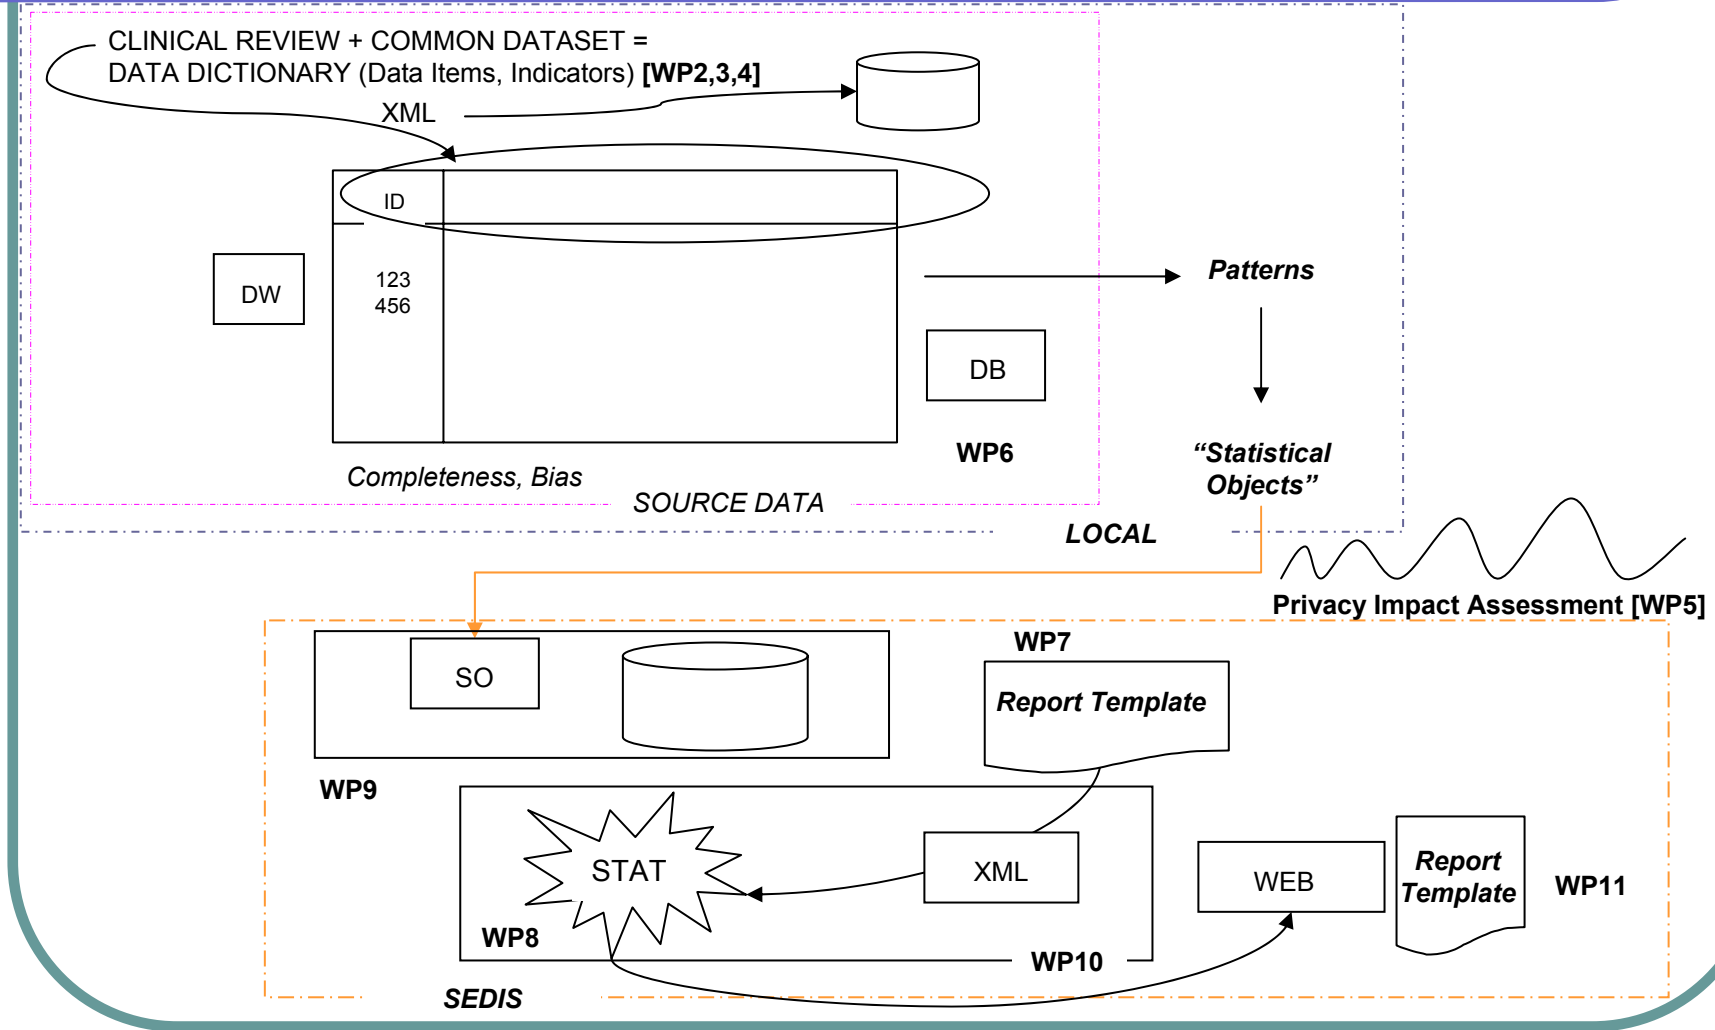 CLINICAL REVIEW + COMMON DATASET =
DATA DICTIONARY (Data Items, Indicators) [WP2,3,4]
XML
ID
123
456
DW
Patterns
DB
WP6
“Statistical
Objects”
Completeness, Bias
SOURCE DATA
LOCAL
Privacy Impact Assessment [WP5]
WP7
SO
Report Template
WP9
STAT
XML
WEB
Report
Template
WP11
WP8
WP10
SEDIS